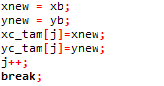 xnew = xb;
ynew = yb;
xc_tam[j]=xnew;
yc_tam[j]=ynew;
j++;
break;